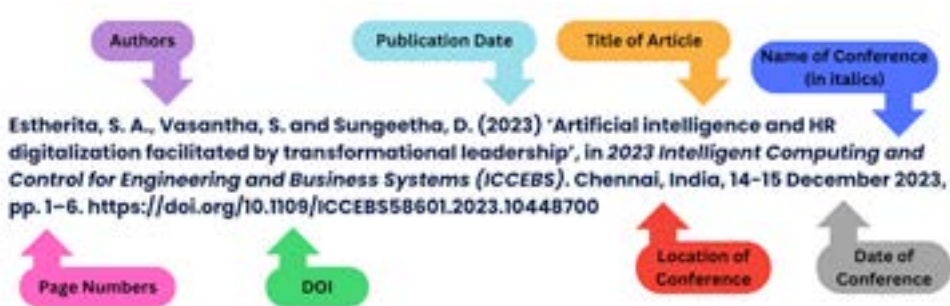 Authors
Publication Date
Title of Article
Name of Conference
(in italics)
Estherita, S. A., Vasantha, S. and Sungeetha, D. (2023) 'Artificial intelligence and HR
digitalization facilitated by transformational leadership', in 2023 Intelligent Computing and
Control for Engineering and Business Systems (ICCEBS). Chennai, India, 14-15 December 2023,
pp. 1–6. https://doi.org/10.1109/ICCEBS58601.2023.10448700
Page Numbers
DOI
Location of
Conference
Date of
Conference